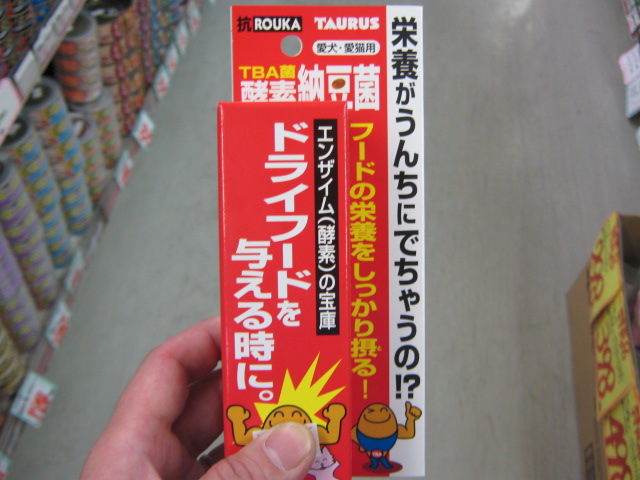 抗ROUKA TAURUS
愛犬・愛猫用
TBA菌
酵素納豆菌
栄養がうんちにでちゃうの!?
フードの栄養をしっかり摂る!
エンザイム(酵素)の宝庫
ドライフードを
与える時に。
398